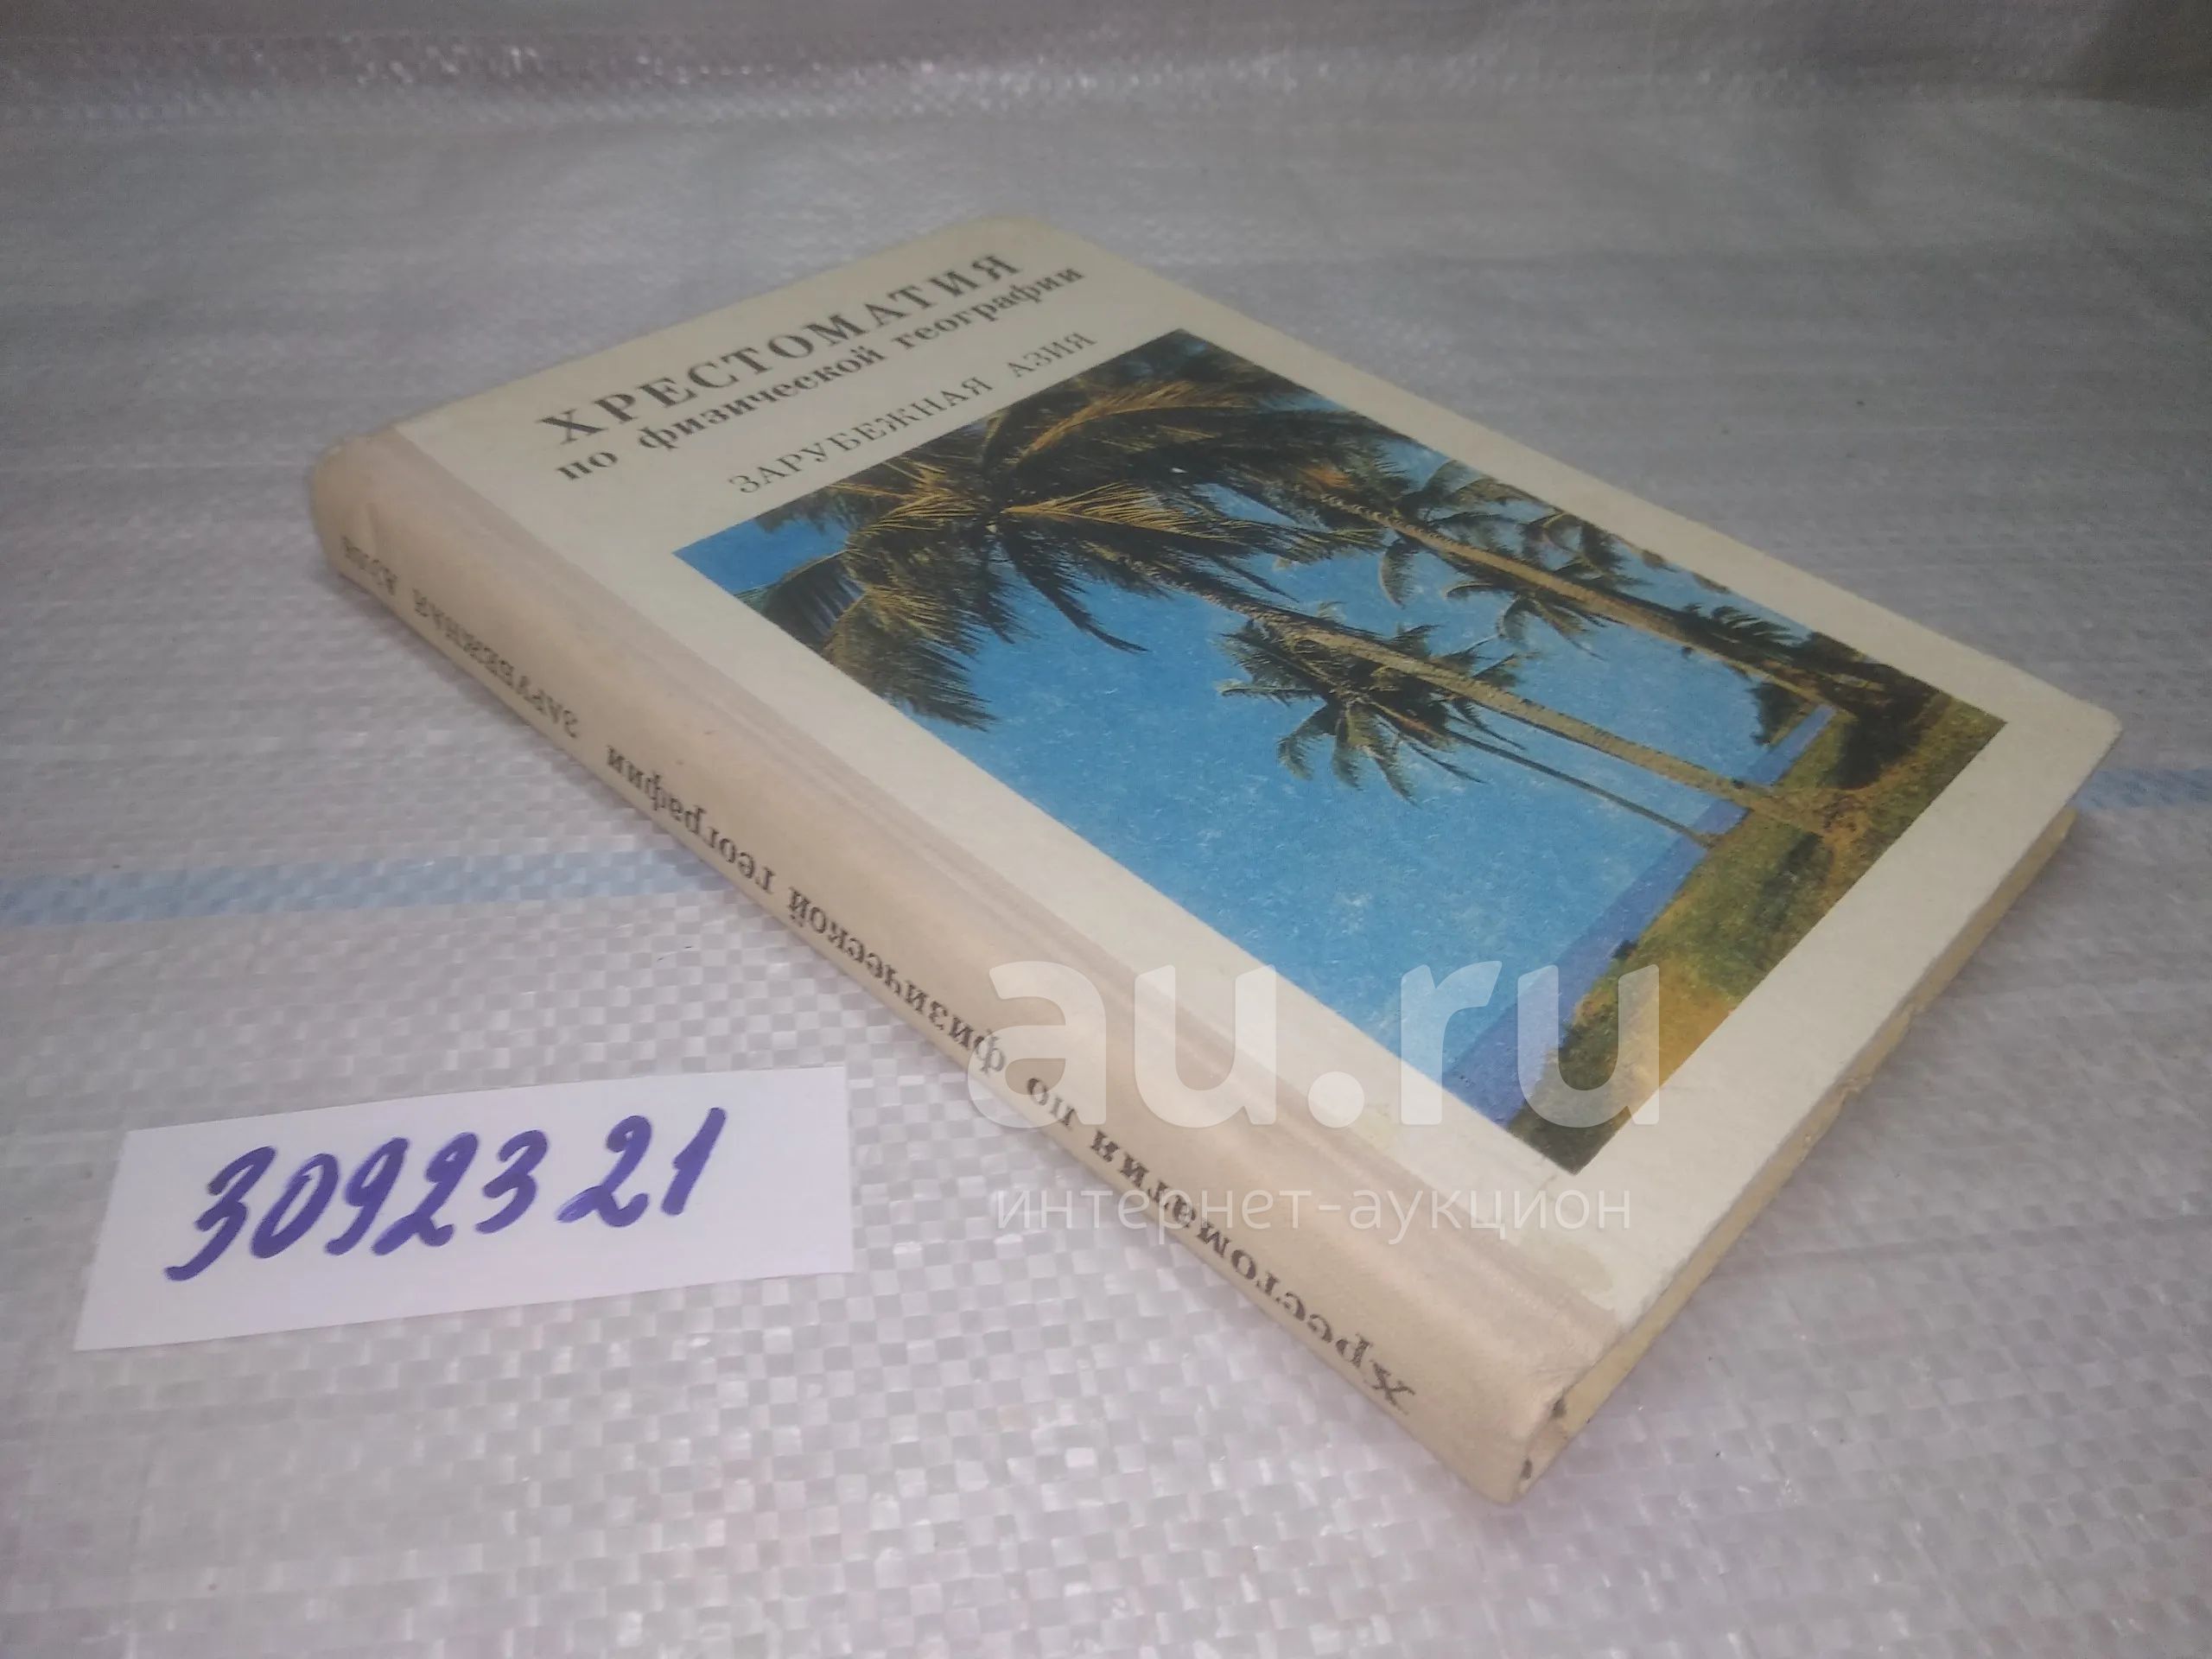 ХРЕСТОМАТИЯ
по физической географии
ЗАРУБЕЖНАЯ АЗИЯ
Хрестоматия по физической географии ЗАРУБЕЖНАЯ АЗИЯ
3092321
au.ru
интернет-аукцион